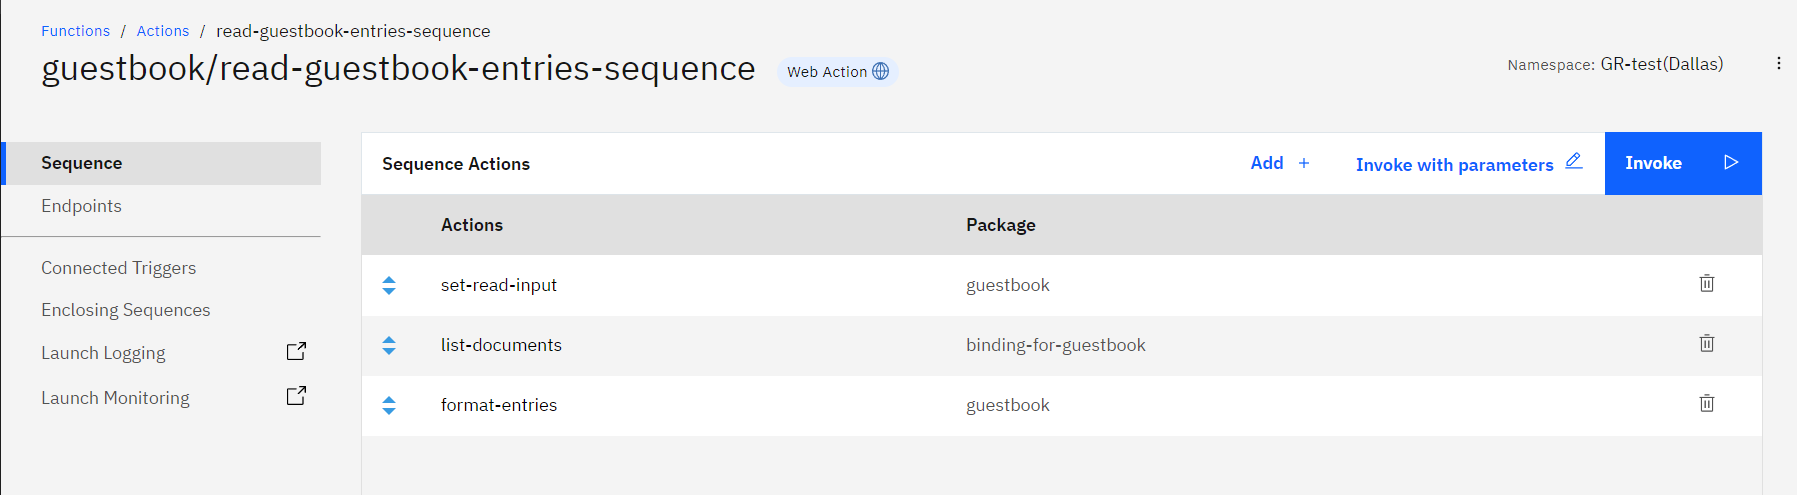 Functions / Actions / read-guestbook-entries-sequence
guestbook/read-guestbook-entries-sequence Web Action
Namespace: GR-test(Dallas)
Sequence
Endpoints
Connected Triggers
Enclosing Sequences
Launch Logging
Launch Monitoring
Sequence Actions Add + Invoke with parameters Invoke
Actions Package
set-read-input guestbook
list-documents binding-for-guestbook
format-entries guestbook